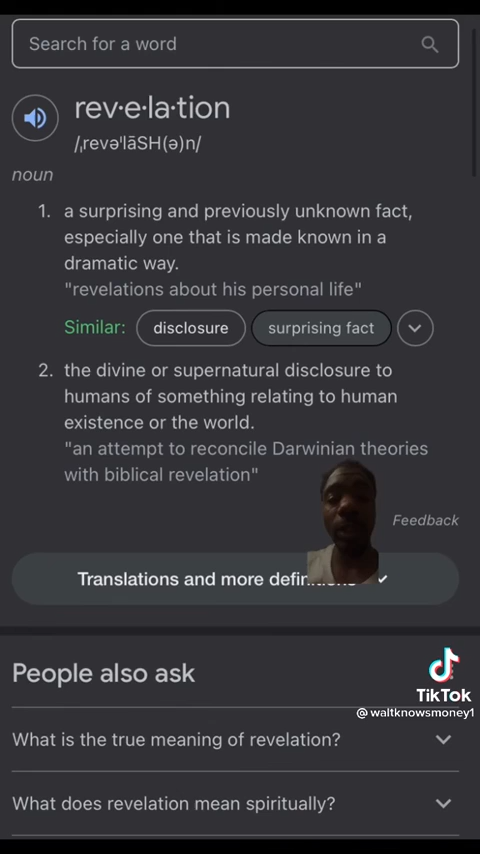 Search for a word
rev·e·la·tion
/ˌrevəˈlāSH(ə)n/
noun
1. a surprising and previously unknown fact,
especially one that is made known in a
dramatic way.
"revelations about his personal life"
Similar: disclosure surprising fact
2. the divine or supernatural disclosure to
humans of something relating to human
existence or the world.
"an attempt to reconcile Darwinian theories
with biblical revelation"
Feedback
Translations and more
People also ask
TikTok
@waltknowsmoney1
What is the true meaning of revelation?
What does revelation mean spiritually?